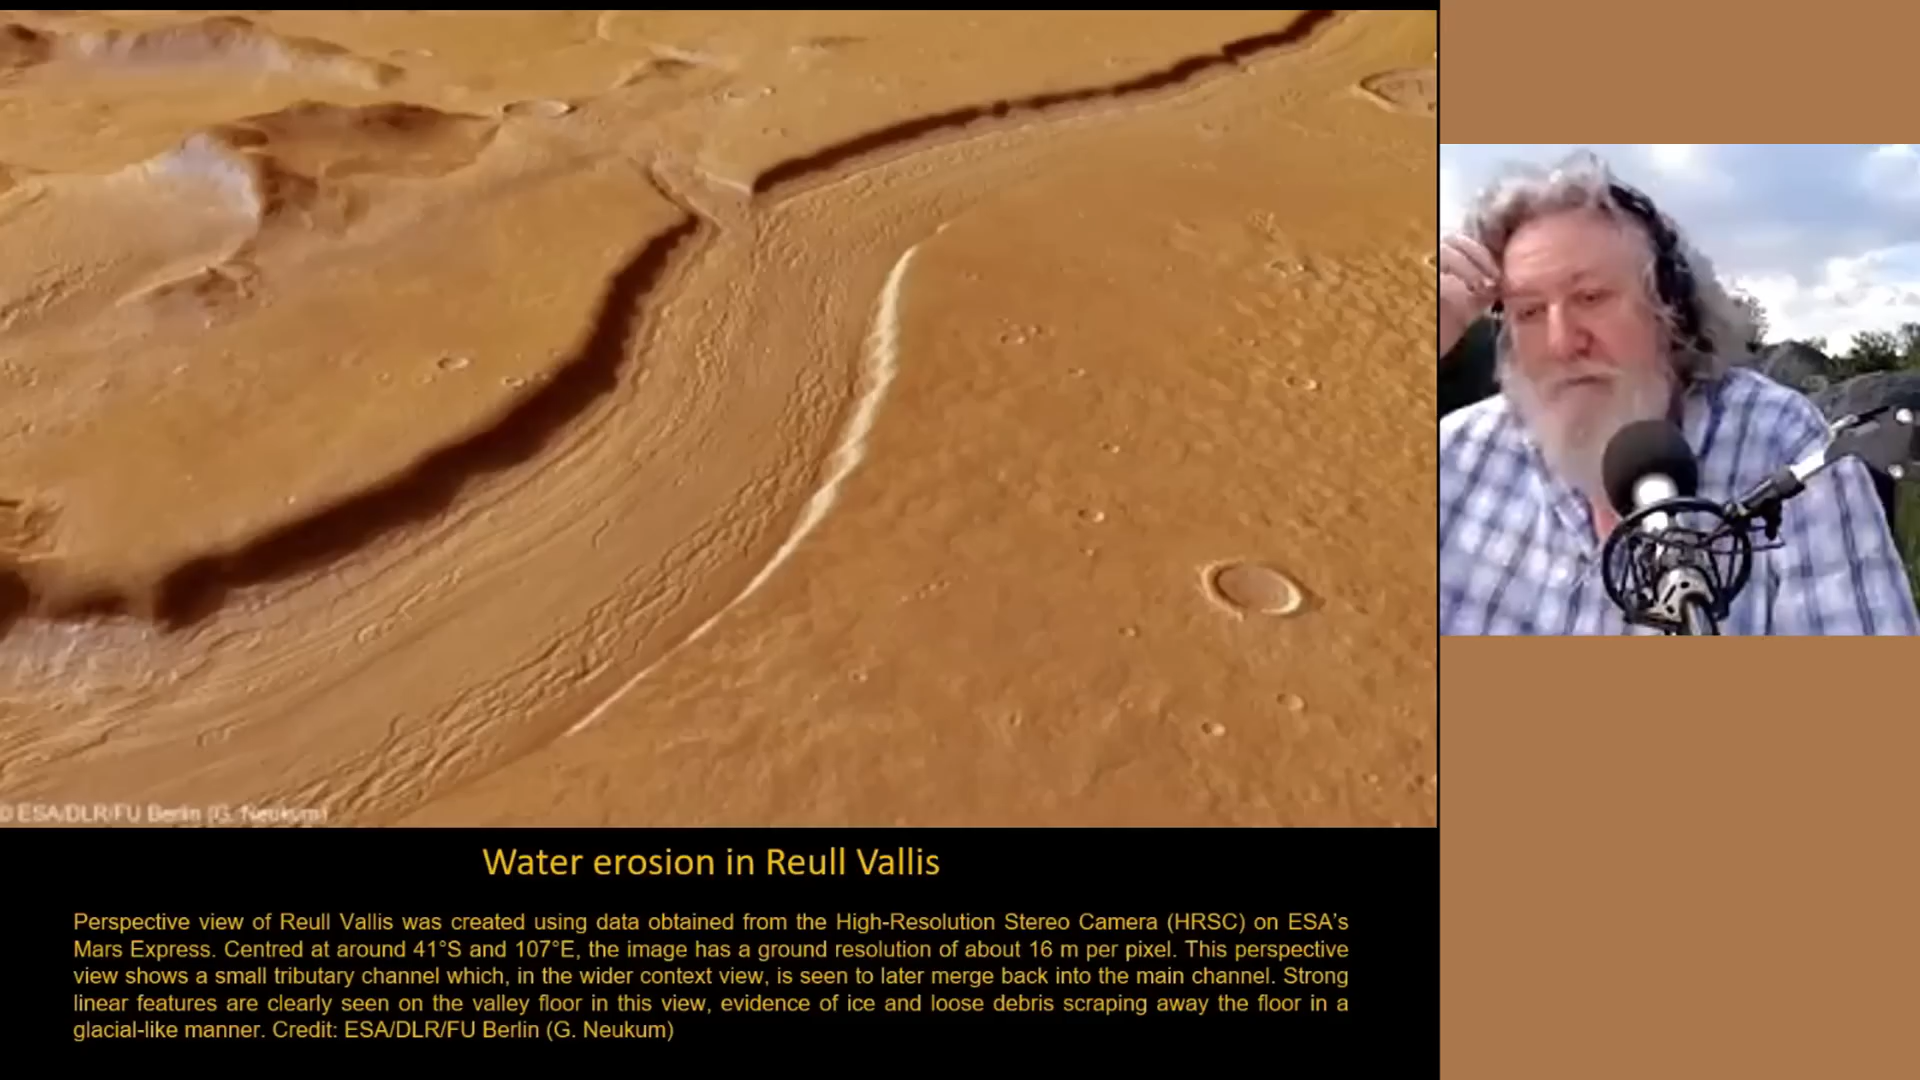 © ESA/DLR/FU Berlin (G. Neukum)
Water erosion in Reull Vallis
Perspective view of Reull Vallis was created using data obtained from the High-Resolution Stereo Camera (HRSC) on ESA's
Mars Express. Centred at around 41°S and 107°E, the image has a ground resolution of about 16 m per pixel. This perspective
view shows a small tributary channel which, in the wider context view, is seen to later merge back into the main channel. Strong
linear features are clearly seen on the valley floor in this view, evidence of ice and loose debris scraping away the floor in a
glacial-like manner. Credit: ESA/DLR/FU Berlin (G. Neukum)